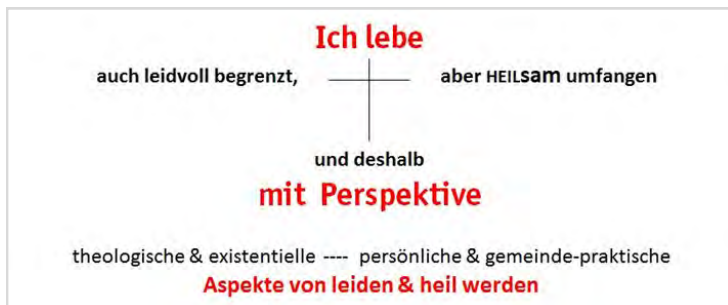 Ich lebe
auch leidvoll begrenzt, aber HEILsam umfangen
und deshalb
mit Perspektive
theologische & existentielle ---- persönliche & gemeinde-praktische
Aspekte von leiden & heil werden